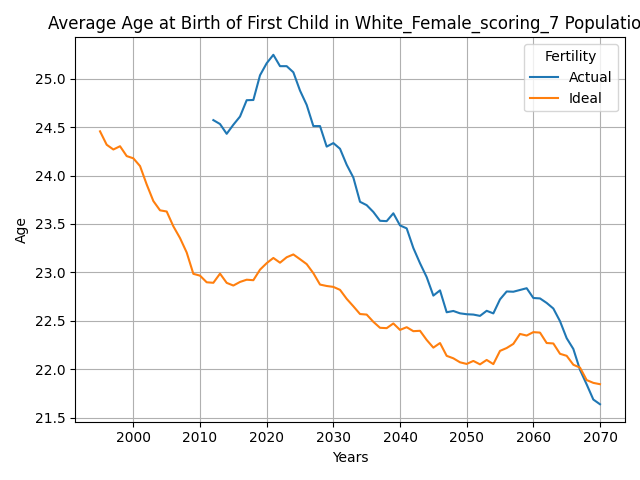 Average Age at Birth of First Child in White_Female_scoring_7 Populatio
Fertility
Actual
Ideal
25.0
24.5
24.0
23.5
23.0
22.5
22.0
21.5
Age
2000 2010 2020 2030 2040 2050 2060 2070
Years